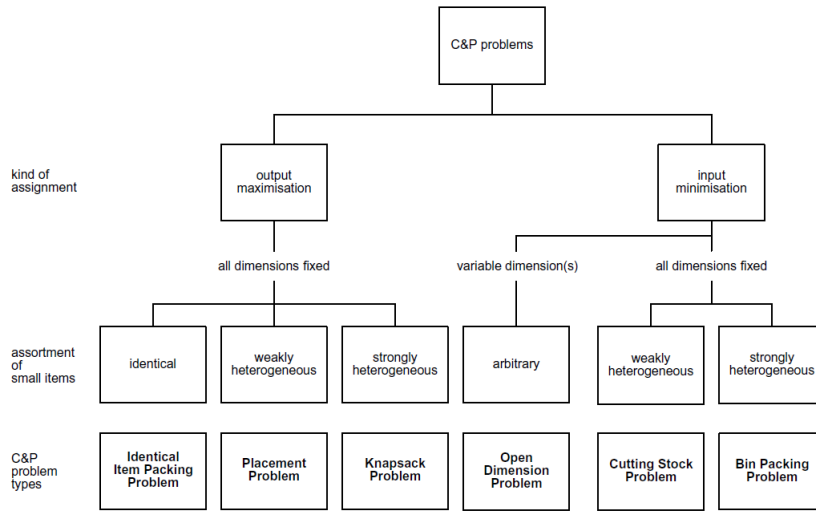 C&P problems
kind of
assignment
output
maximisation
input
minimisation
all dimensions fixed
variable dimension(s)
all dimensions fixed
assortment
of
small items
identical
weakly
heterogeneous
strongly
heterogeneous
arbitrary
weakly
heterogeneous
strongly
heterogeneous
C&P
problem
types
Identical
Item Packing
Problem
Placement
Problem
Knapsack
Problem
Open
Dimension
Problem
Cutting Stock
Problem
Bin Packing
Problem